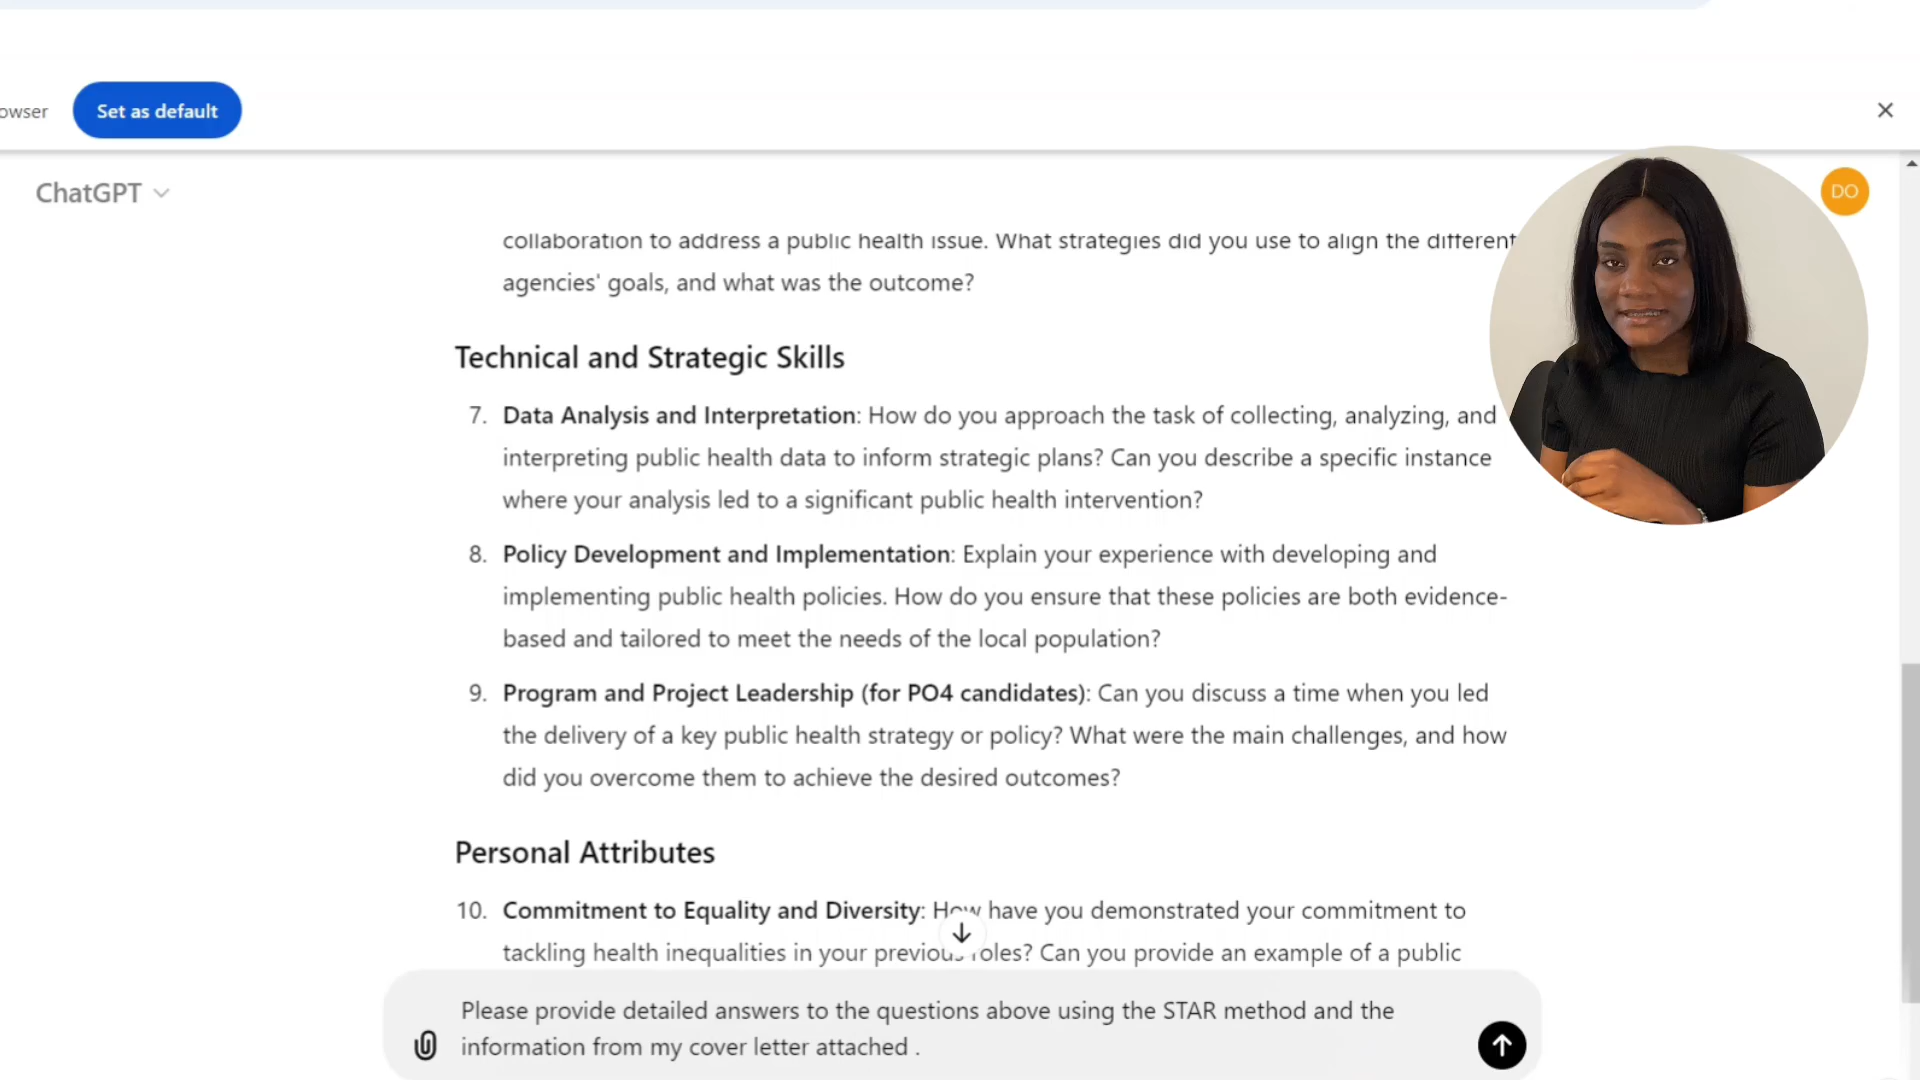 owser
Set as default
ChatGPT
DO
collaboration to address a public health issue. What strategies did you use to align the different
agencies' goals, and what was the outcome?
Technical and Strategic Skills
7. Data Analysis and Interpretation: How do you approach the task of collecting, analyzing, and
interpreting public health data to inform strategic plans? Can you describe a specific instance
where your analysis led to a significant public health intervention?
8. Policy Development and Implementation: Explain your experience with developing and
implementing public health policies. How do you ensure that these policies are both evidence-
based and tailored to meet the needs of the local population?
9. Program and Project Leadership (for PO4 candidates): Can you discuss a time when you led
the delivery of a key public health strategy or policy? What were the main challenges, and how
did you overcome them to achieve the desired outcomes?
Personal Attributes
10. Commitment to Equality and Diversity: How have you demonstrated your commitment to
tackling health inequalities in your previous roles? Can you provide an example of a public
Please provide detailed answers to the questions above using the STAR method and the
information from my cover letter attached .